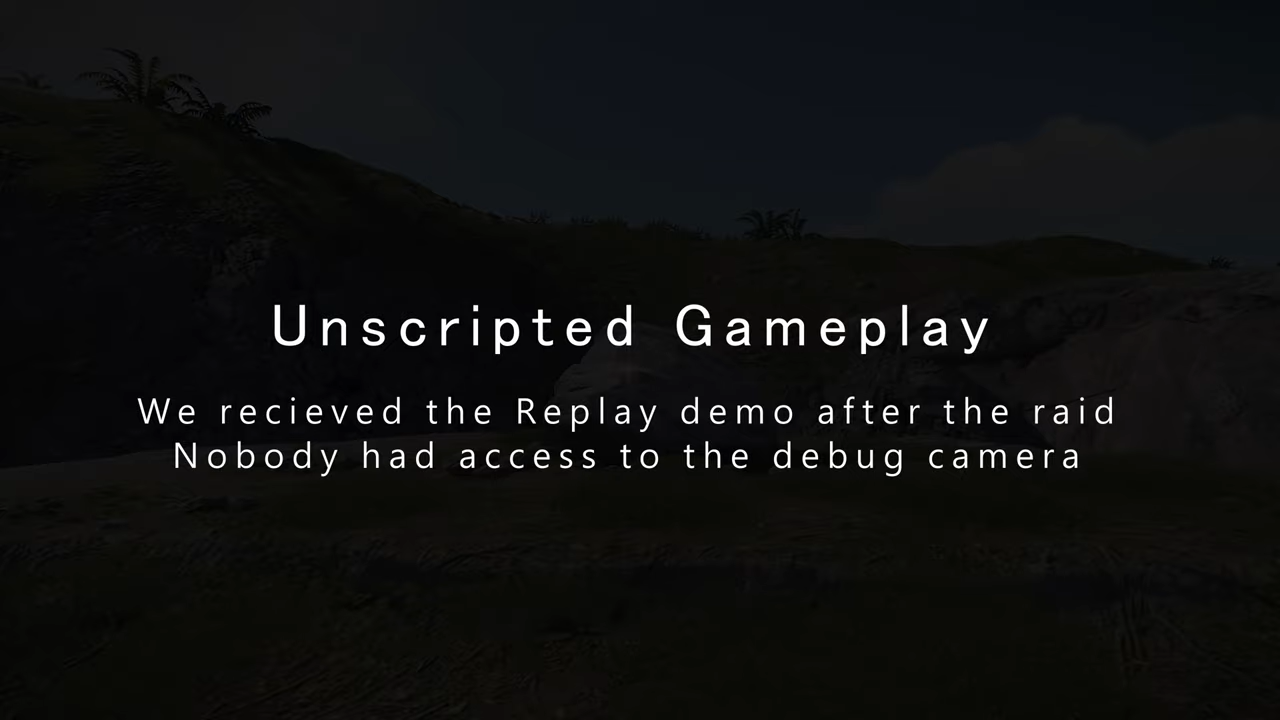 Unscripted Gameplay
We recieved the Replay demo after the raid
Nobody had access to the debug camera